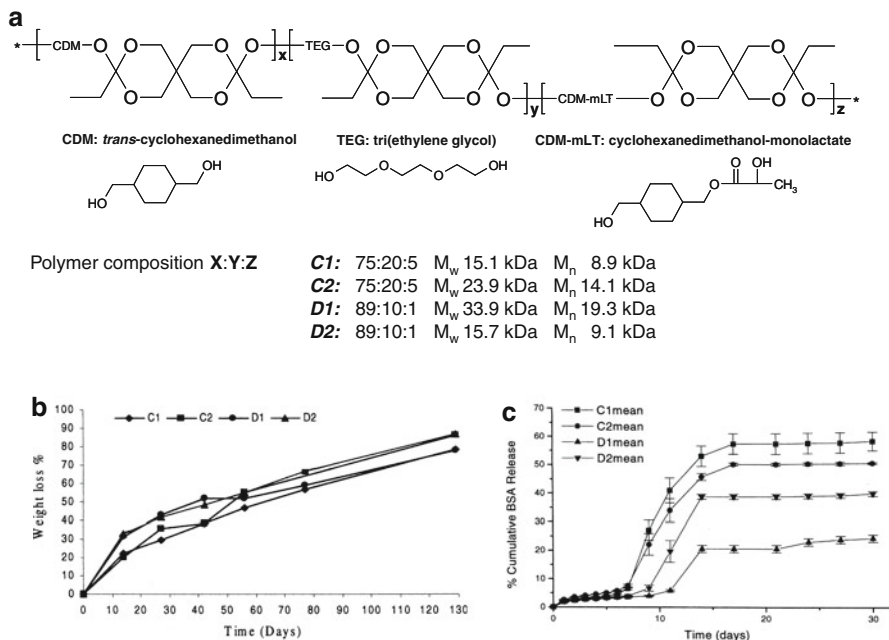 a
* CDM O O O O O x TEG O O O O O y CDM-mLT O O O O O z *
CDM: trans-cyclohexanedimethanol
TEG: tri(ethylene glycol)
CDM-mLT: cyclohexanedimethanol-monolactate
OH
HO
HO O O OH
O OH
O CH3
HO
Polymer composition X:Y:Z
C1: 75:20:5 Mw 15.1 kDa Mn 8.9 kDa
C2: 75:20:5 Mw 23.9 kDa Mn 14.1 kDa
D1: 89:10:1 Mw 33.9 kDa Mn 19.3 kDa
D2: 89:10:1 Mw 15.7 kDa Mn 9.1 kDa
b
C1 C2 D1 D2
Weight loss %
100
90
80
70
60
50
40
30
20
10
0
0 10 20 30 40 50 60 70 80 90 100 110 120 130
Time (Days)
c
C1mean
C2mean
D1mean
D2mean
% Cumulative BSA Release
70
60
50
40
30
20
10
0
0 10 20 30
Time (days)